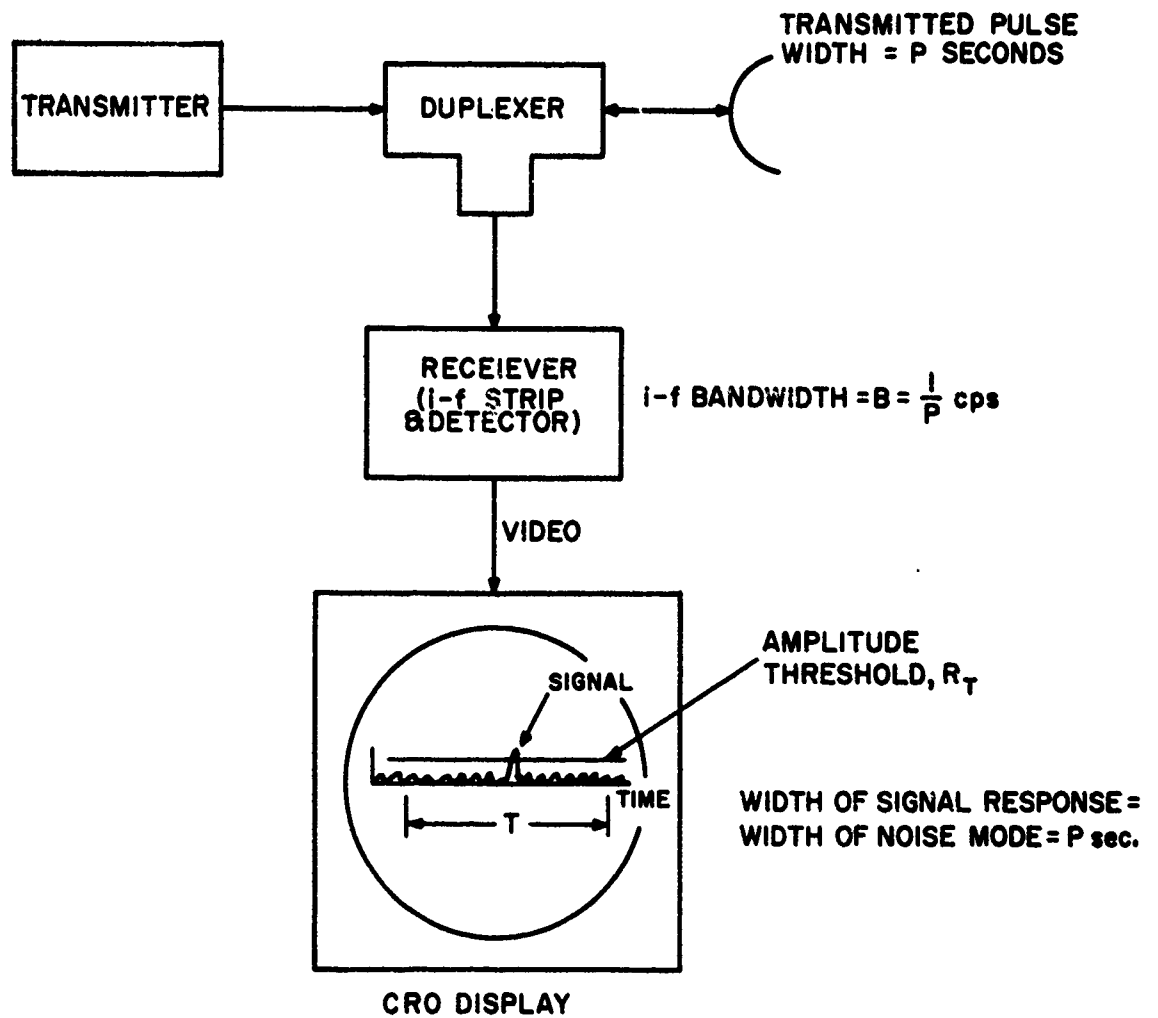 TRANSMITTED PULSE
WIDTH = P SECONDS
TRANSMITTER
DUPLEXER
RECEIEVER
(i-f STRIP
&DETECTOR)
i-f BANDWIDTH = B = 1/P cps
VIDEO
AMPLITUDE
THRESHOLD, R_T
SIGNAL
TIME
T
WIDTH OF SIGNAL RESPONSE =
WIDTH OF NOISE MODE = P sec.
CRO DISPLAY